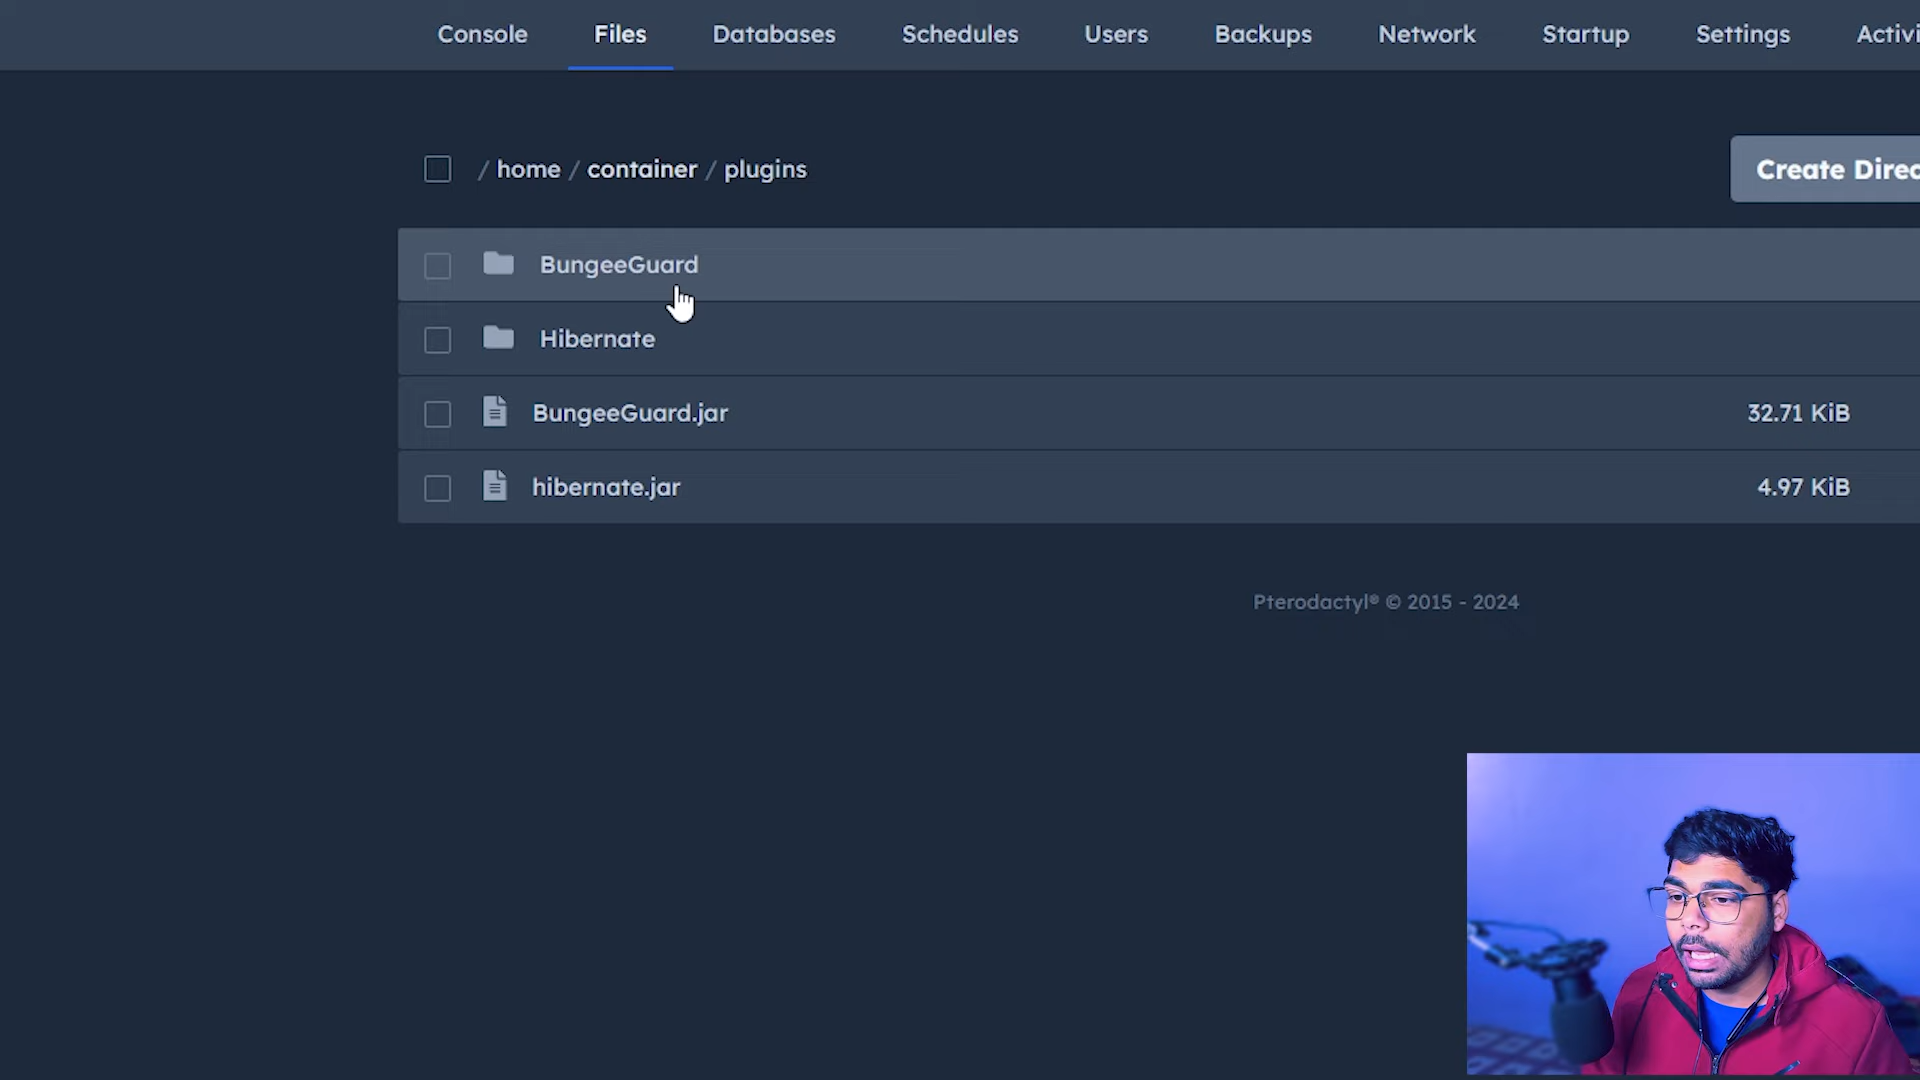 Console Files Databases Schedules Users Backups Network Startup Settings Activi
/ home / container / plugins
Create Direc
BungeeGuard
Hibernate
BungeeGuard.jar 32.71 KiB
hibernate.jar 4.97 KiB
Pterodactyl® © 2015 - 2024